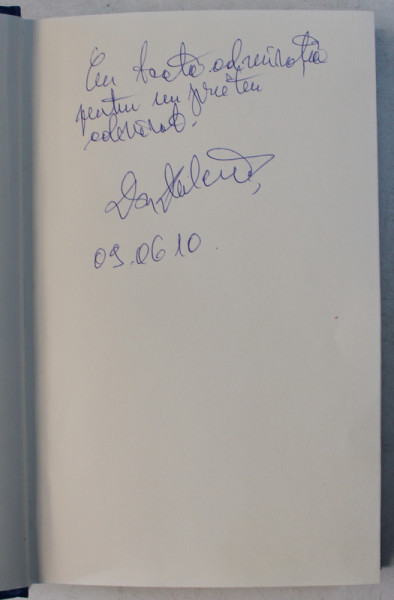 Cu toată admirația
pentru un prieten
adevărat.
09.06 10.